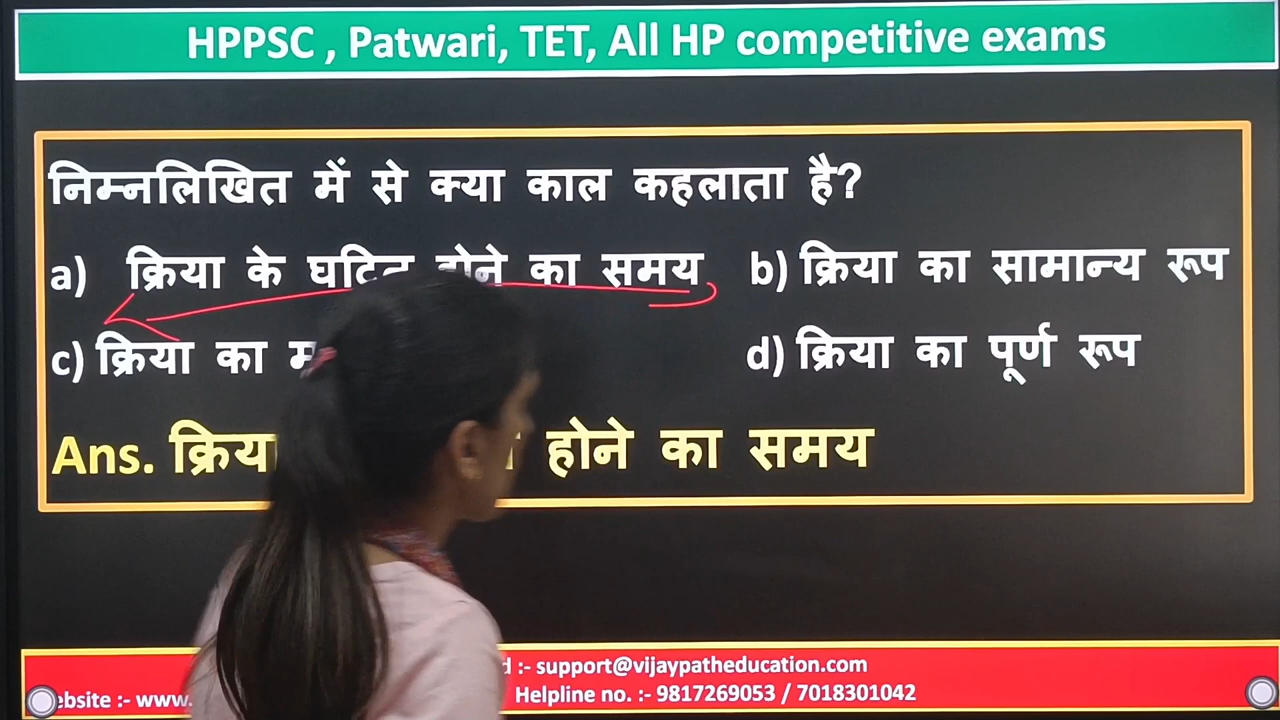 HPPSC , Patwari, TET, All HP competitive exams
निम्नलिखित में से क्या काल कहलाता है?
a) क्रिया के घटित होने का समय b) क्रिया का सामान्य रूप
c) क्रिया का d) क्रिया का पूर्ण रूप
Ans. होने का समय
:- support@vijaypatheducation.com
:- www. Helpline no. :- 9817269053 / 7018301042